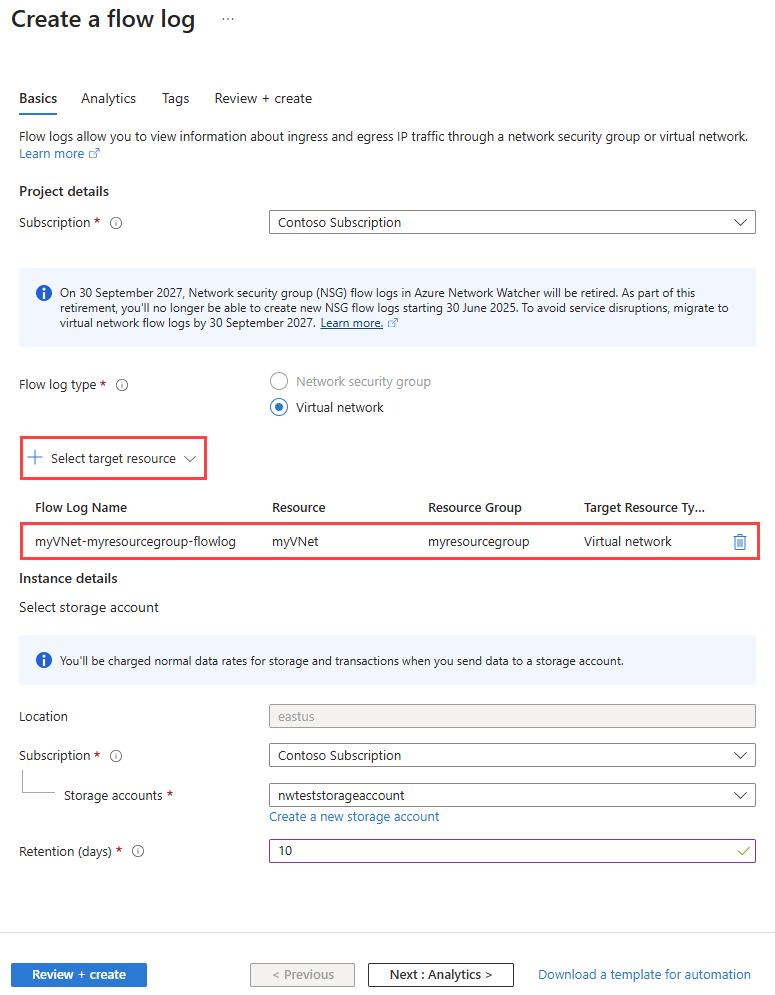 Create a flow log ...
Basics Analytics Tags Review + create
Flow logs allow you to view information about ingress and egress IP traffic through a network security group or virtual network.
Learn more
Project details
Subscription * Contoso Subscription
On 30 September 2027, Network security group (NSG) flow logs in Azure Network Watcher will be retired. As part of this
retirement, you'll no longer be able to create new NSG flow logs starting 30 June 2025. To avoid service disruptions, migrate to
virtual network flow logs by 30 September 2027. Learn more.
Flow log type * Network security group
Virtual network
+ Select target resource
Flow Log Name Resource Resource Group Target Resource Ty...
myVNet-myresourcegroup-flowlog myVNet myresourcegroup Virtual network
Instance details
Select storage account
You'll be charged normal data rates for storage and transactions when you send data to a storage account.
Location eastus
Subscription * Contoso Subscription
Storage accounts * nwteststorageaccount
Create a new storage account
Retention (days) * 10
Review + create < Previous Next : Analytics > Download a template for automation